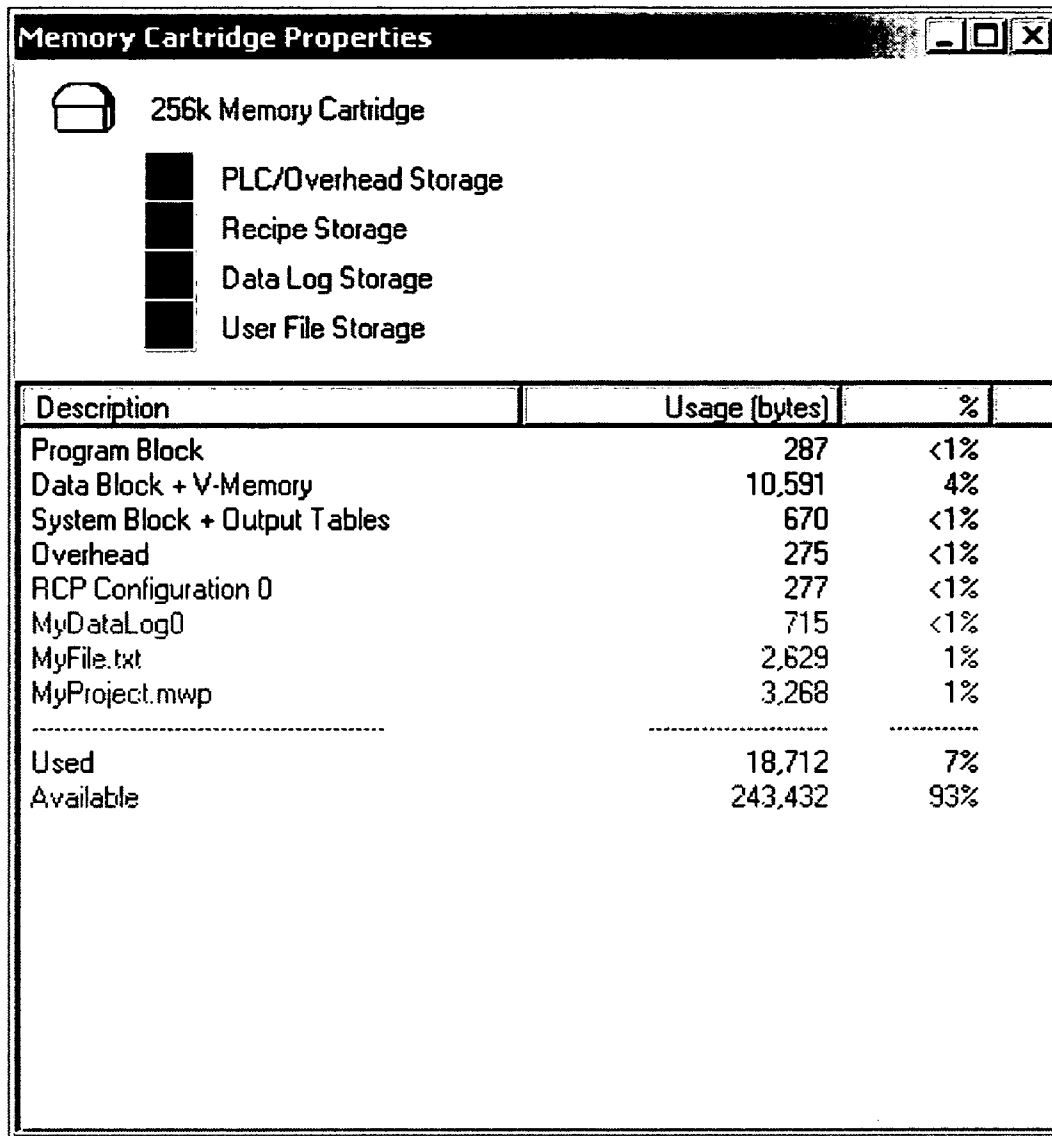 Memory Cartridge Properties
256k Memory Cartridge
PLC/Overhead Storage
Recipe Storage
Data Log Storage
User File Storage
Description Usage (bytes) %
Program Block 287 <1%
Data Block + V-Memory 10,591 4%
System Block + Output Tables 670 <1%
Overhead 275 <1%
RCP Configuration 0 277 <1%
MyDataLog0 715 <1%
MyFile.txt 2,629 1%
MyProject.mwp 3,268 1%
Used 18,712 7%
Available 243,432 93%